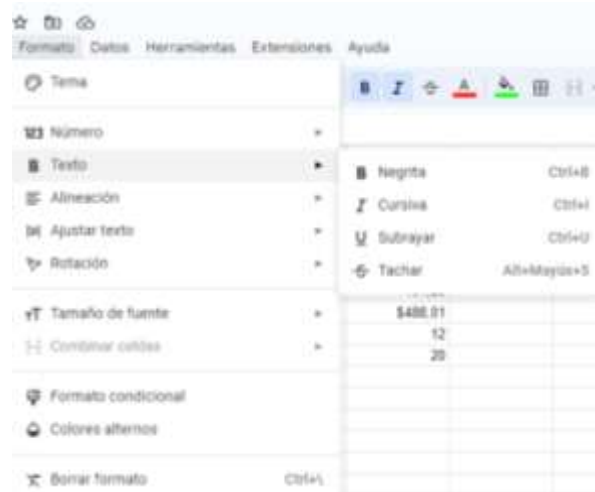 Formato Datos Herramientas Extensiones Ayuda
Tema
B I A
123 Número
B Texto
Alineación
Ajustar texto
Rotación
Tamaño de fuente
Combinar celdas
Formato condicional
Colores alternos
Borrar formato Ctrl+\
B Negrita Ctrl+B
I Cursiva Ctrl+I
U Subrayar Ctrl+U
Tachar Alt+Mayús+5
$488.01
12
20